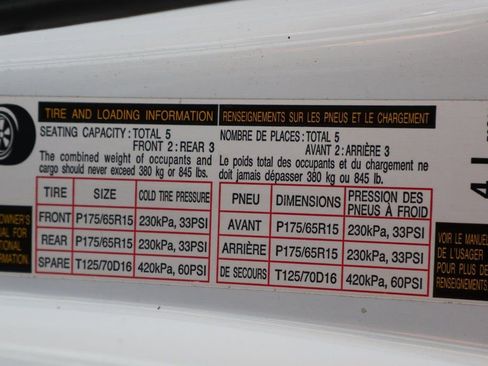 TIRE AND LOADING INFORMATION
SEATING CAPACITY : TOTAL 5
FRONT 2 : REAR 3
The combined weight of occupants and
cargo should never exceed 380 kg or 845 lbs.
TIRE SIZE COLD TIRE PRESSURE
FRONT P175/65R15 230kPa, 33PSI
REAR P175/65R15 230kPa, 33PSI
SPARE T125/70D16 420kPa, 60PSI
RENSEIGNEMENTS SUR LES PNEUS ET LE CHARGEMENT
NOMBRE DE PLACES : TOTAL 5
AVANT 2 : ARRIÈRE 3
Le poids total des occupants et du chargement ne
doit jamais dépasser 380 kg ou 845 lb.
PNEU DIMENSIONS PRESSION DES
PNEUS À FROID
AVANT P175/65R15 230kPa, 33PSI
ARRIÈRE P175/65R15 230kPa, 33PSI
DE SECOURS T125/70D16 420kPa, 60PSI
VOIR LE MANUEL
DE L'USAGER
POUR PLUS DE
RENSEIGNEMENTS